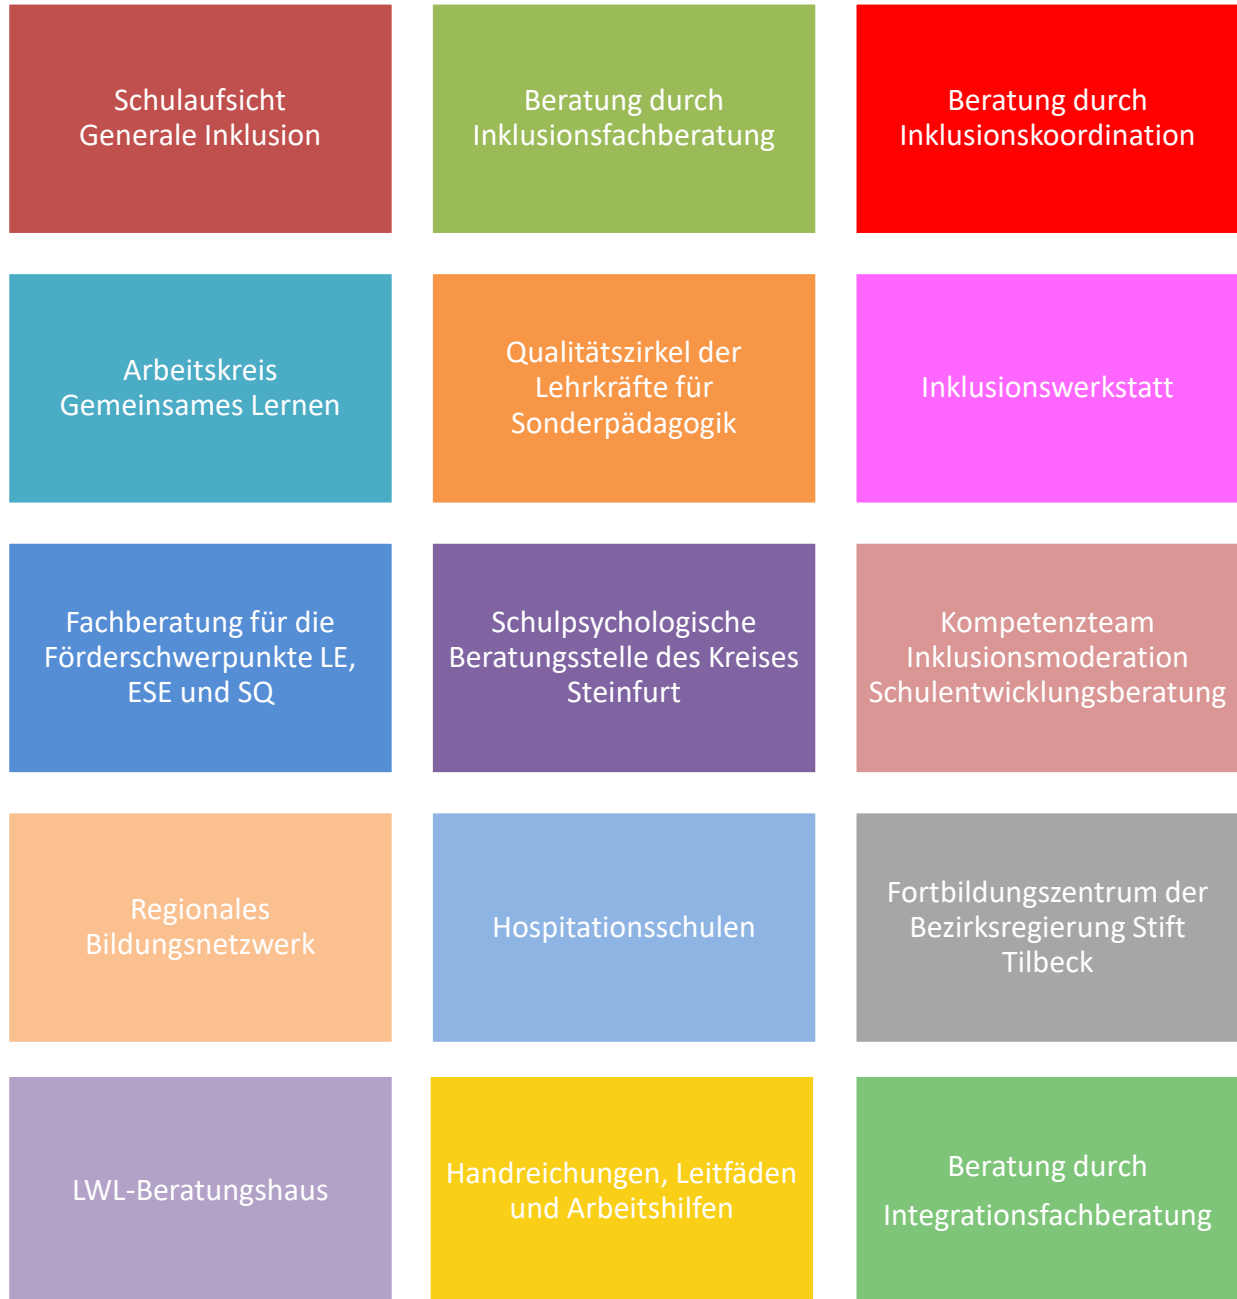 Schulaufsicht
Generale Inklusion
Beratung durch
Inklusionsfachberatung
Beratung durch
Inklusionskoordination
Arbeitskreis
Gemeinsames Lernen
Qualitätszirkel der
Lehrkräfte für
Sonderpädagogik
Inklusionswerkstatt
Fachberatung für die
Förderschwerpunkte LE,
ESE und SQ
Schulpsychologische
Beratungsstelle des Kreises
Steinfurt
Kompetenzteam
Inklusionsmoderation
Schulentwicklungsberatung
Regionales
Bildungsnetzwerk
Hospitationsschulen
Fortbildungszentrum der
Bezirksregierung Stift
Tilbeck
LWL-Beratungshaus
Handreichungen, Leitfäden
und Arbeitshilfen
Beratung durch
Integrationsfachberatung